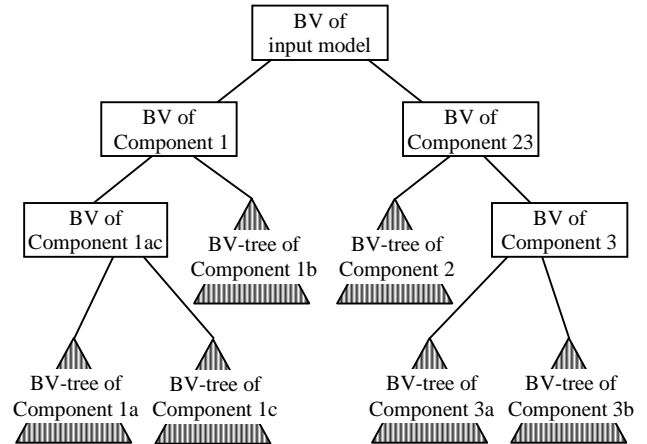 BV of
input model
BV of
Component 1
BV of
Component 23
BV of
Component 1ac
BV-tree of
Component 1b
BV-tree of
Component 2
BV of
Component 3
BV-tree of
Component 1a
BV-tree of
Component 1c
BV-tree of
Component 3a
BV-tree of
Component 3b